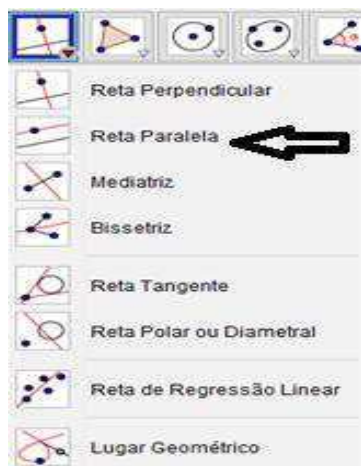 Reta Perpendicular
Reta Paralela
Mediatriz
Bissetriz
Reta Tangente
Reta Polar ou Diametral
Reta de Regressão Linear
Lugar Geométrico